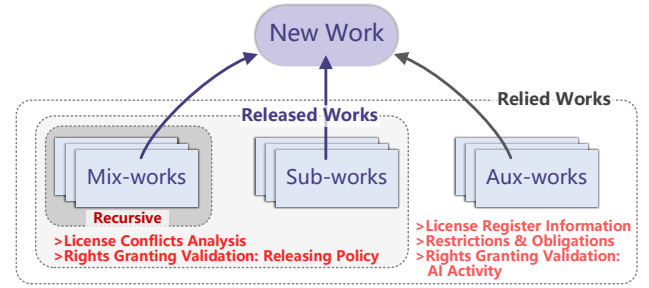 New Work
Relied Works
Released Works
Mix-works
Sub-works
Aux-works
Recursive
>License Conflicts Analysis
>Rights Granting Validation: Releasing Policy
>License Register Information
>Restrictions & Obligations
>Rights Granting Validation:
AI Activity